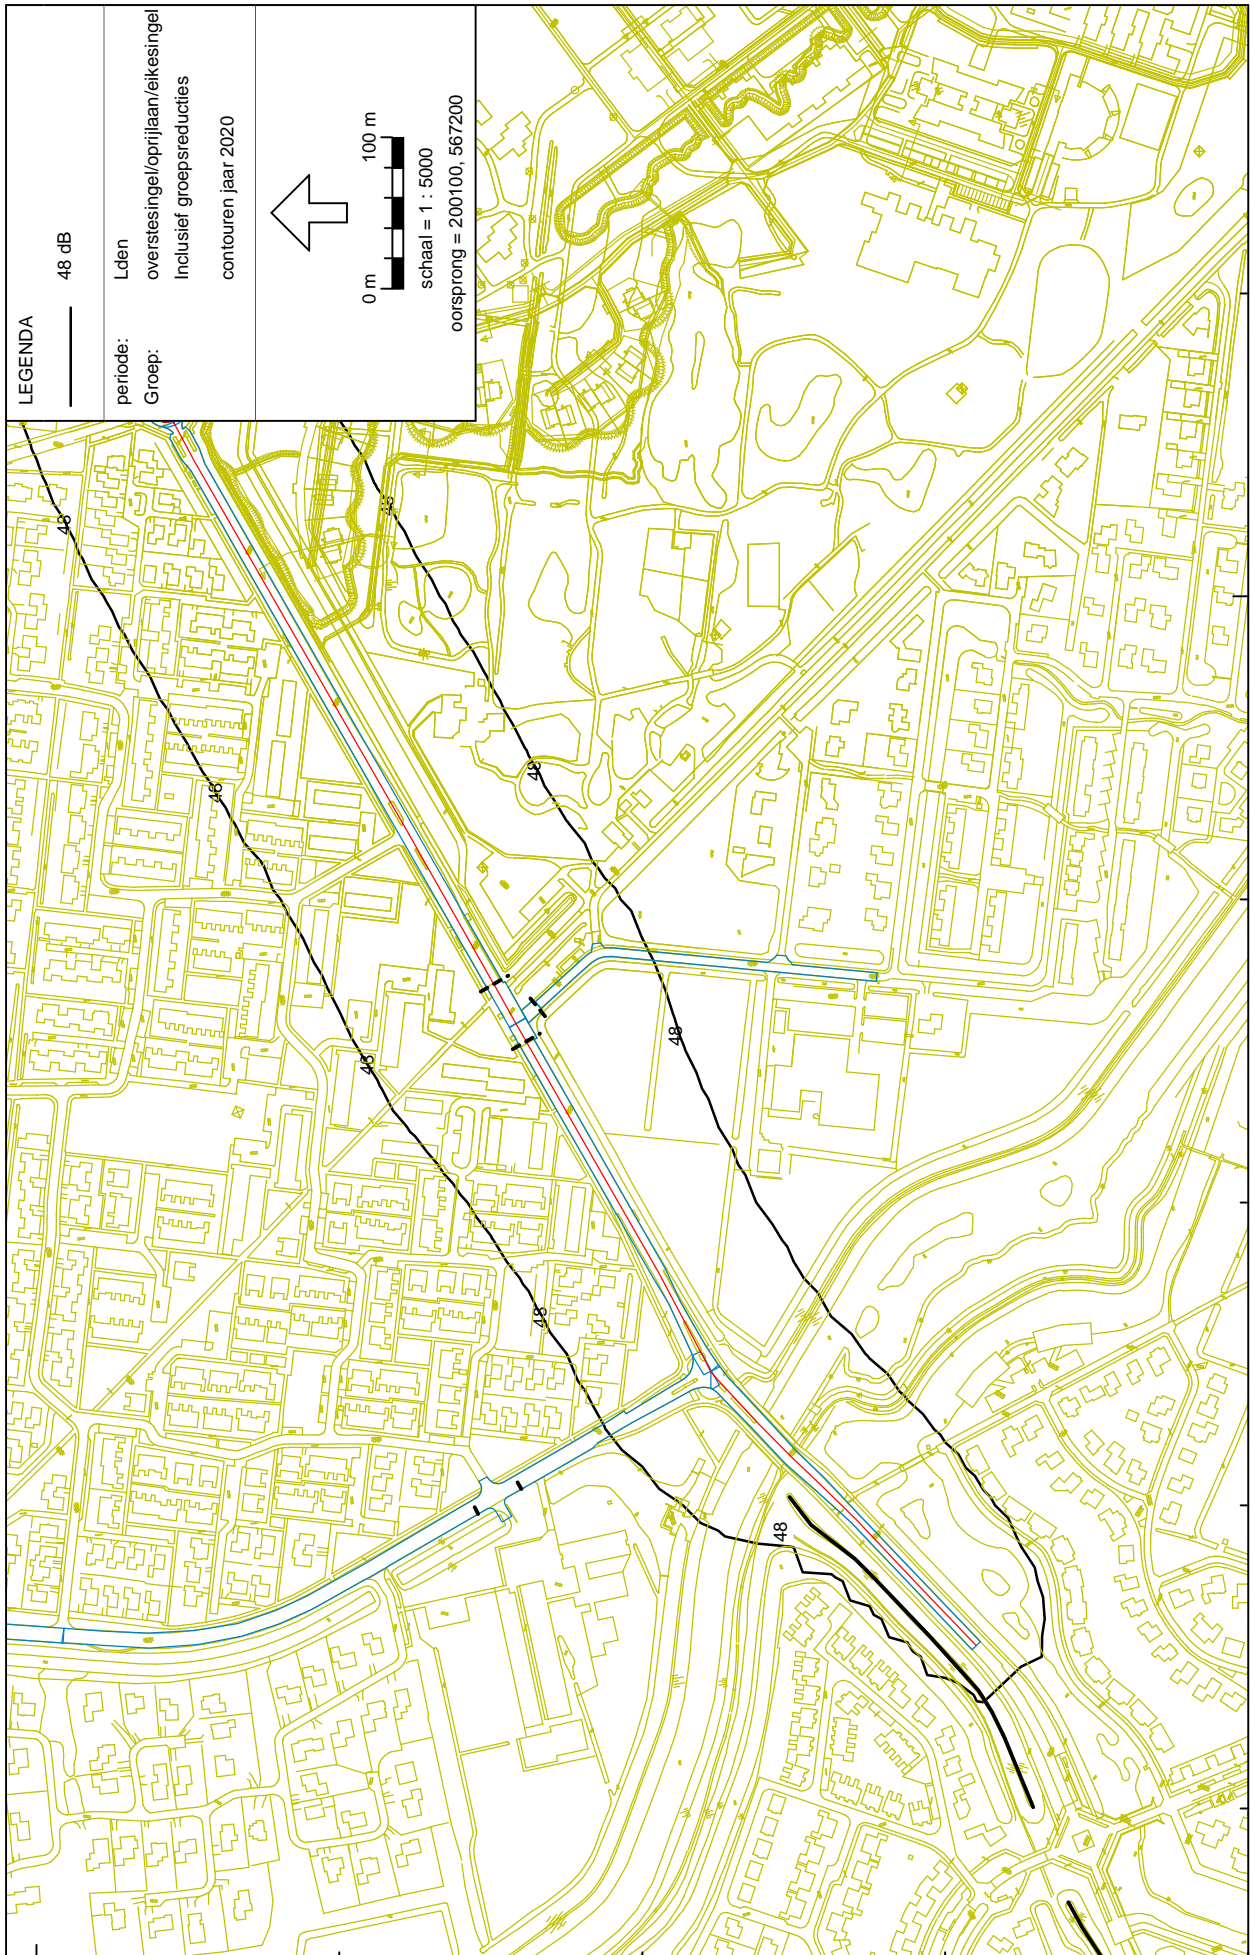 LEGENDA
48 dB
periode: Lden
Groep: overstesingel/oprijlaan/eikesingel
Inclusief groepsreducties
contouren jaar 2020
0 m 100 m
schaal = 1 : 5000
oorsprong = 200100, 567200
48
48
48
48
48
48
48
48